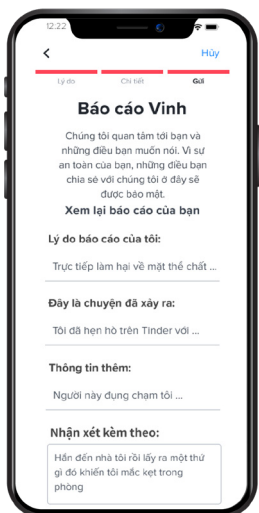 12:22
Hủy
Lý do
Chi tiết
Gửi
Báo cáo Vinh
Chúng tôi quan tâm tới bạn và
những điều bạn muốn nói. Vì sự
an toàn của bạn, những điều bạn
chia sẻ với chúng tôi ở đây sẽ
được bảo mật.
Xem lại báo cáo của bạn
Lý do báo cáo của tôi:
Trực tiếp làm hại về mặt thể chất ...
Đây là chuyện đã xảy ra:
Tôi đã hẹn hò trên Tinder với ...
Thông tin thêm:
Người này đụng chạm tôi ...
Nhận xét kèm theo:
Hắn đến nhà tôi rồi lấy ra một thứ
gì đó khiến tôi mắc kẹt trong
phòng